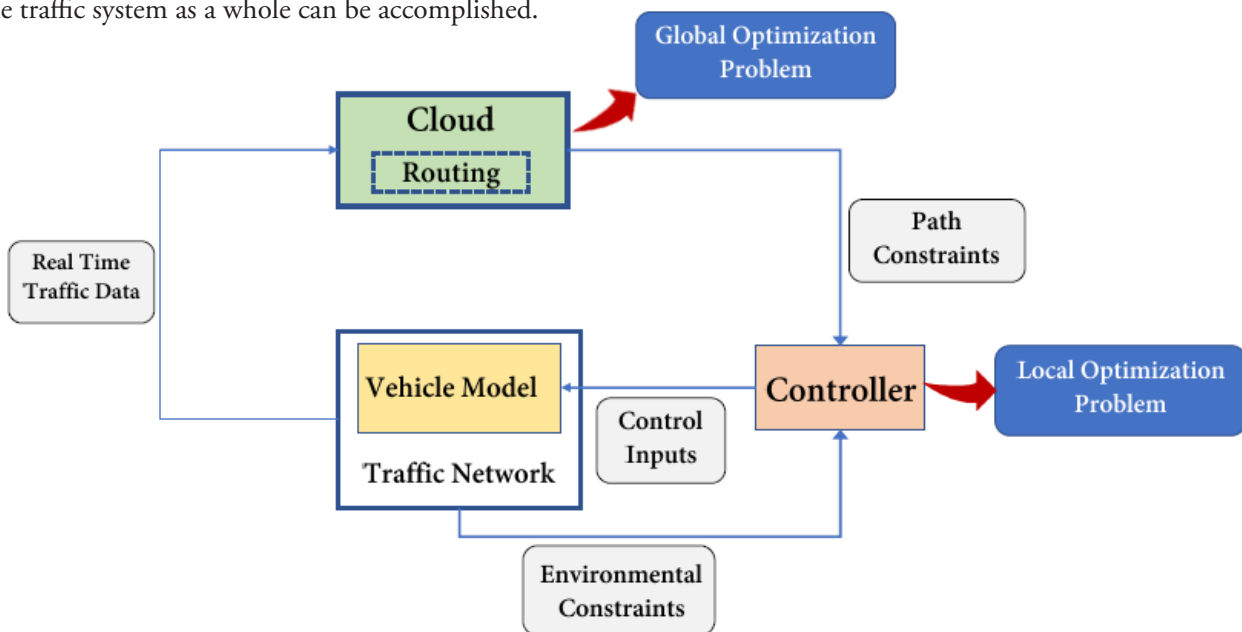 e traffic system as a whole can be accomplished.
Global Optimization
Problem
Cloud
Routing
Path
Constraints
Real Time
Traffic Data
Vehicle Model
Controller
Local Optimization
Problem
Control
Inputs
Traffic Network
Environmental
Constraints